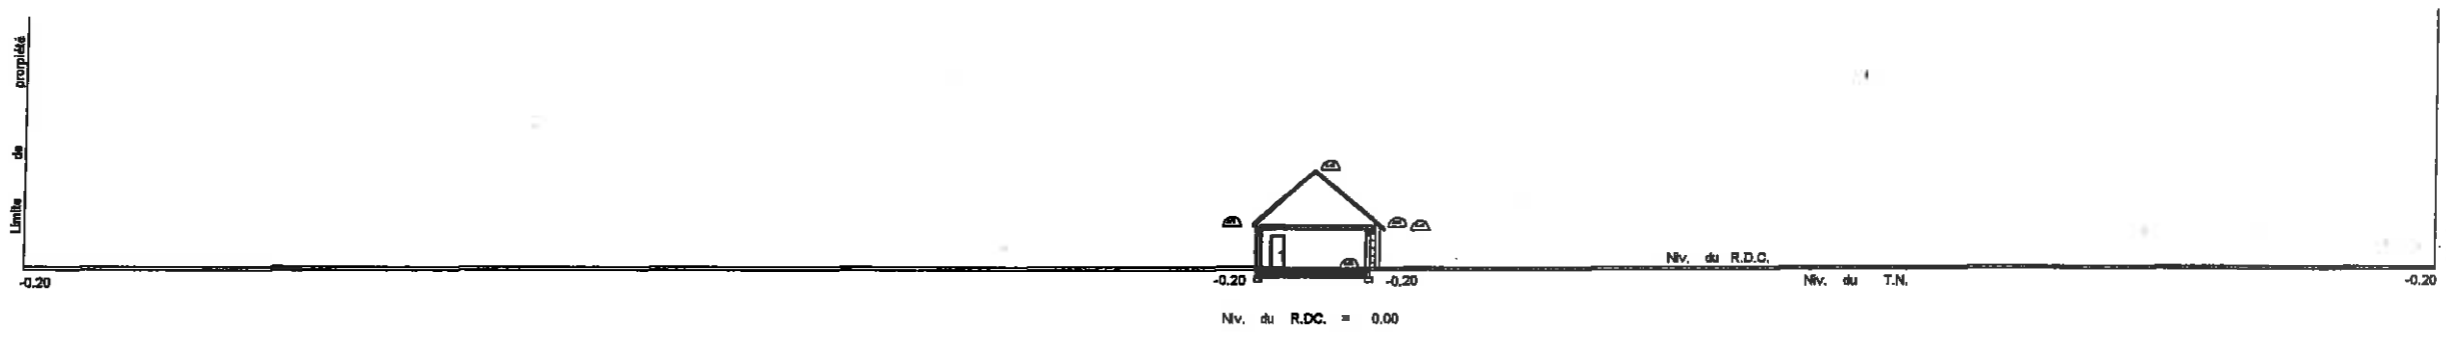 Limite de prorpiété
Niv. du R.D.C.
-0.20
-0.20
-0.20
Niv. du T.N.
-0.20
Niv. du R.DC. = 0.00